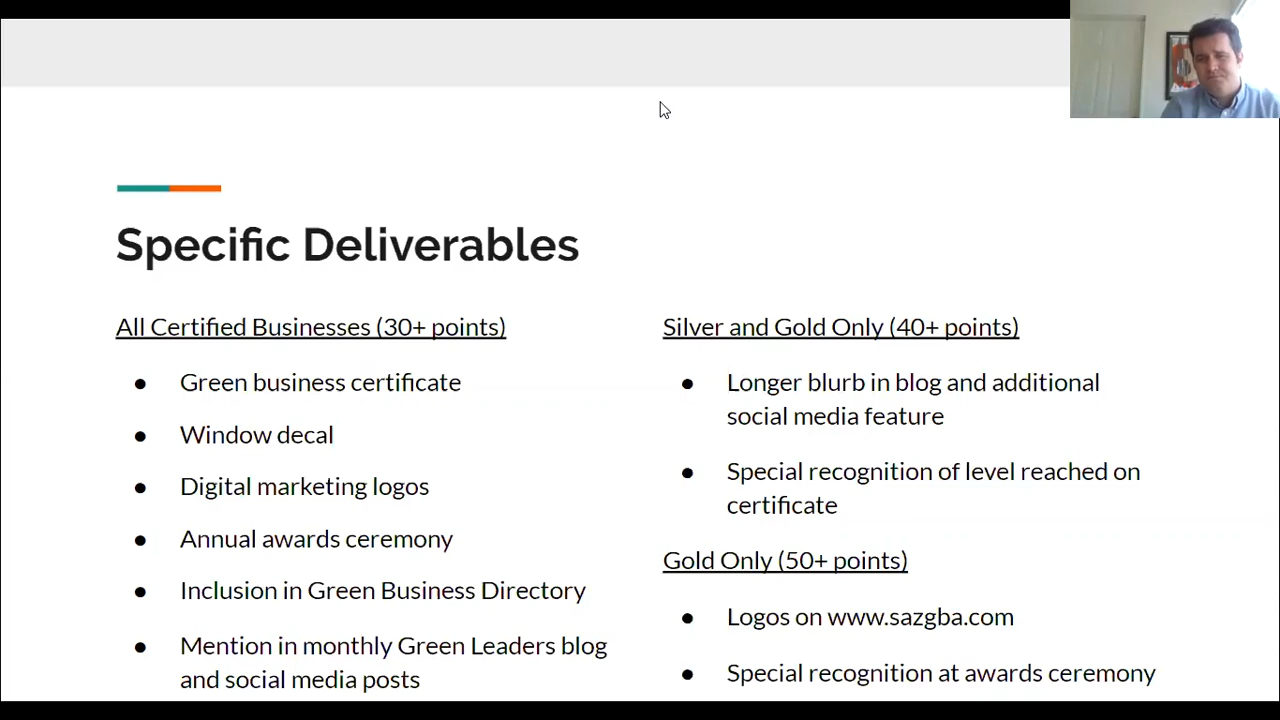 Specific Deliverables
All Certified Businesses (30+ points)
● Green business certificate
● Window decal
● Digital marketing logos
● Annual awards ceremony
● Inclusion in Green Business Directory
● Mention in monthly Green Leaders blog
and social media posts
Silver and Gold Only (40+ points)
● Longer blurb in blog and additional
social media feature
● Special recognition of level reached on
certificate
Gold Only (50+ points)
● Logos on www.sazgba.com
● Special recognition at awards ceremony